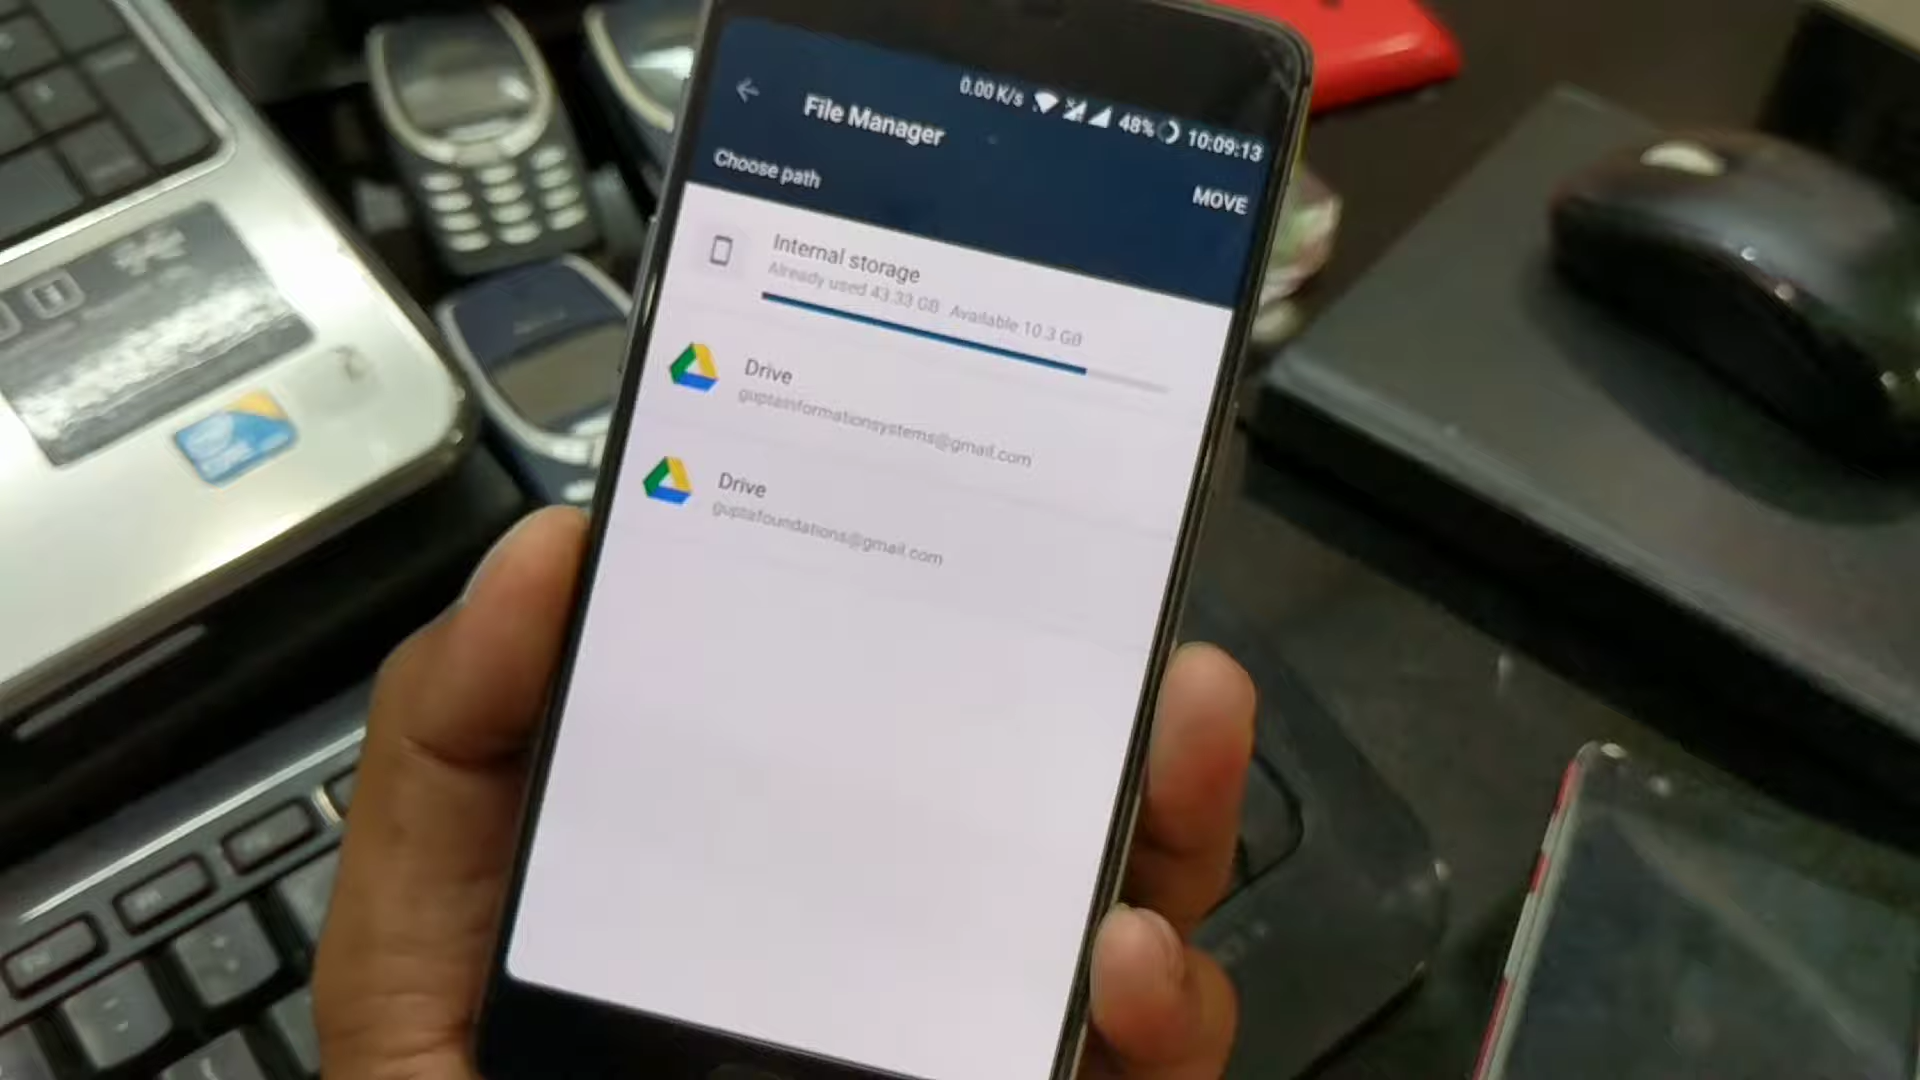 0.00 K/s 48% 10:09:13
File Manager
Choose path
MOVE
Internal storage
Already used 43.33 GB Available 10.3 GB
Drive
guptainformationsystems@gmail.com
Drive
guptafoundations@gmail.com